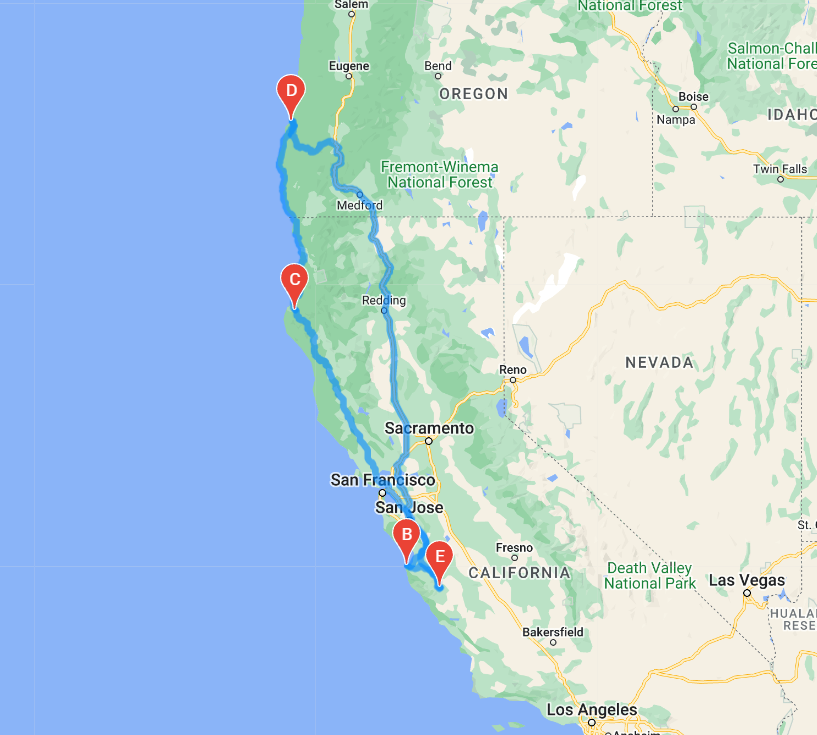 Salem
National Forest
Salmon-Chall
National Fore
Eugene
Bend
OREGON
D
Boise
Nampa
IDAHO
Fremont-Winema
National Forest
Twin Falls
Medford
C
Redding
Reno
NEVADA
Sacramento
San Francisco
San Jose
B
E
Fresno
CALIFORNIA
Death Valley
National Park
St. G
Las Vegas
HUALA
RESE
Bakersfield
Los Angeles
Anaheim